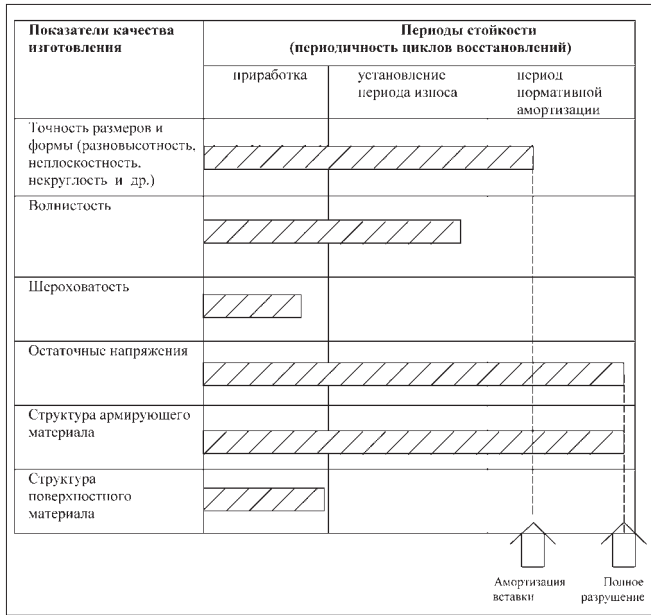 Показатели качества
изготовления
Периоды стойкости
(периодичность циклов восстановлений)
приработка
установление
периода износа
период
нормативной
амортизации
Точность размеров и
формы (разновысотность,
неплоскостность,
некруглость и др.)
Волнистость
Шероховатость
Остаточные напряжения
Структура армирующего
материала
Структура
поверхностного
материала
Амортизация
вставки
Полное
разрушение